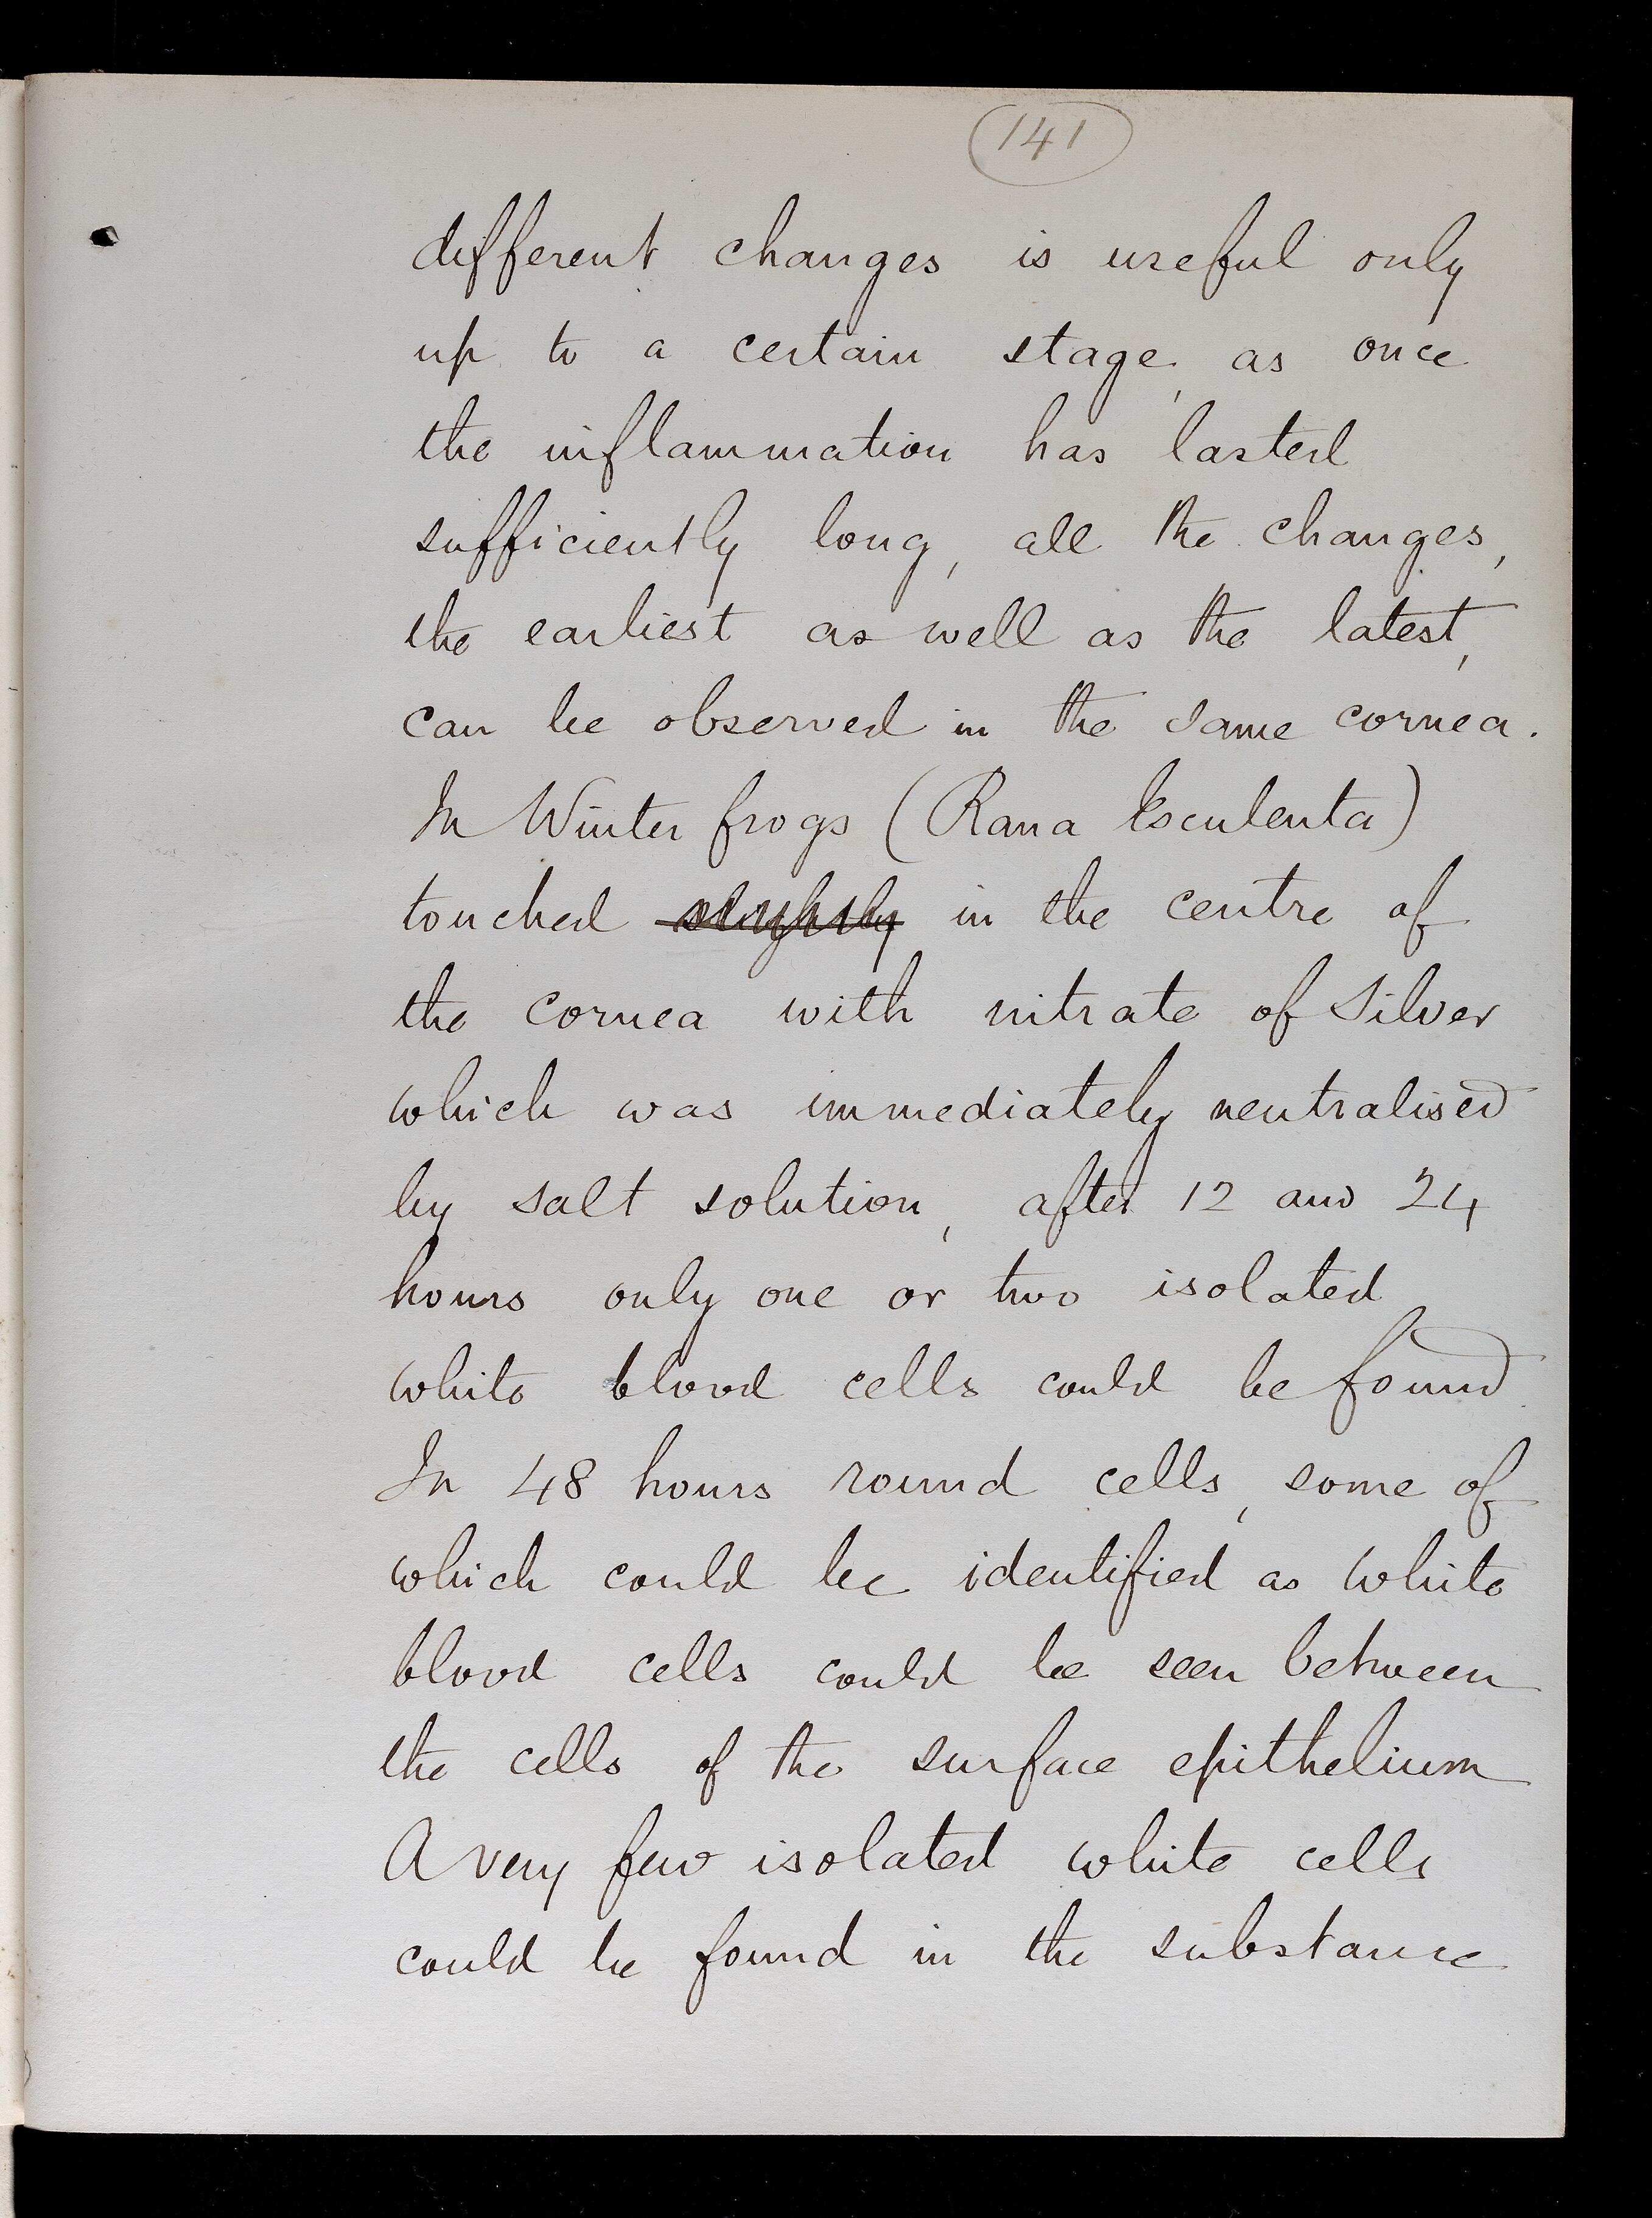 141
different changes is useful only
up to a certain stage, as once
the inflammation has lasted
sufficiently long, all the changes,
the earliest as well as the latest,
can be observed in the same cornea.
In Winter frogs (Rana Esculenta)
touched in the centre of
the cornea with nitrate of Silver
which was immediately neutralised
by salt solution, after 12 and 24
hours only one or two isolated
white blood cells could be found.
In 48 hours round cells, some of
which could be identified as white
blood cells could be seen between
the cells of the surface epithelium
A very few isolated white cells
could be found in the substance